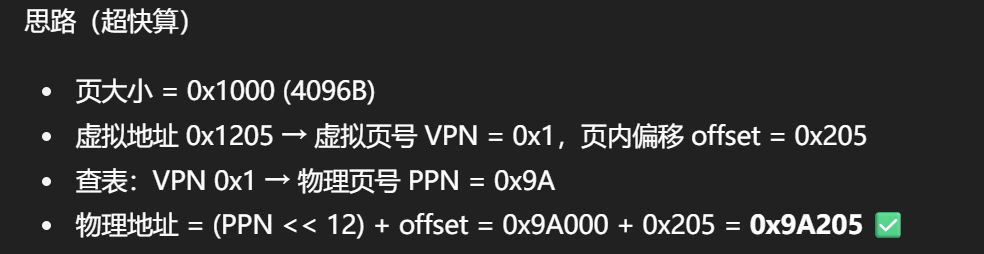 思路（超快算）
• 页大小 = 0x1000 (4096B)
• 虚拟地址 0x1205 → 虚拟页号 VPN = 0x1，页内偏移 offset = 0x205
• 查表：VPN 0x1 → 物理页号 PPN = 0x9A
• 物理地址 = (PPN << 12) + offset = 0x9A000 + 0x205 = 0x9A205 ✅